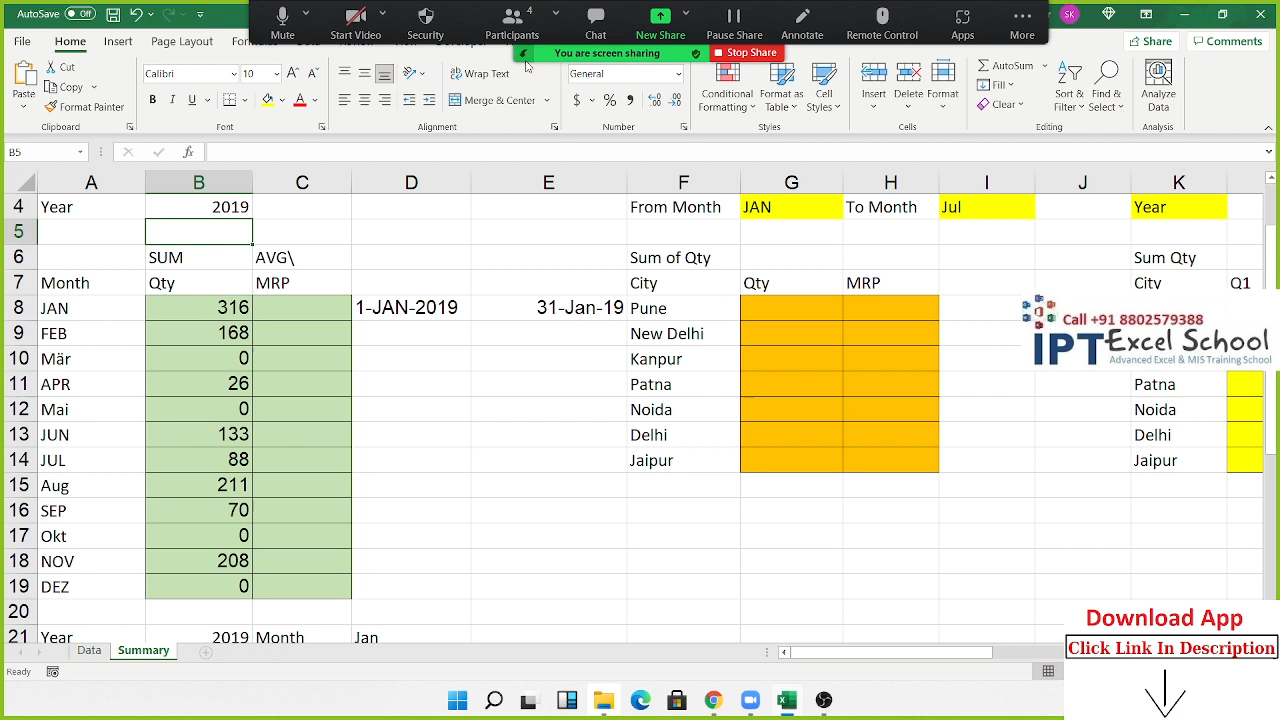 AutoSave Off
SK
Mute Start Video Security Participants 4 Chat New Share Pause Share Annotate Remote Control Apps More
You are screen sharing Stop Share
File Home Insert Page Layout
Share Comments
Paste Cut Copy Format Painter
Calibri 10
B I U
Wrap Text
Merge & Center
General
Conditional Formatting Format as Table Cell Styles
Insert Delete Format
AutoSum
Fill
Clear
Sort & Filter Find & Select
Analyze Data
Clipboard Font Alignment Number Styles Cells Editing Analysis
B5 fx
A B C D E F G H I J K
4 Year 2019 From Month JAN To Month Jul Year
5
6 SUM AVG\ Sum of Qty Sum Qty
7 Month Qty MRP City Qty MRP City Q1
8 JAN 316 1-JAN-2019 31-Jan-19 Pune
9 FEB 168 New Delhi
10 Mär 0 Kanpur
11 APR 26 Patna Patna
12 Mai 0 Noida Noida
13 JUN 133 Delhi Delhi
14 JUL 88 Jaipur Jaipur
15 Aug 211
16 SEP 70
17 Okt 0
18 NOV 208
19 DEZ 0
20
21 Year 2019 Month Jan
Call +91 8802579388
IPT Excel School
Advanced Excel & MIS Training School
Data Summary
Ready
Download App
Click Link In Description